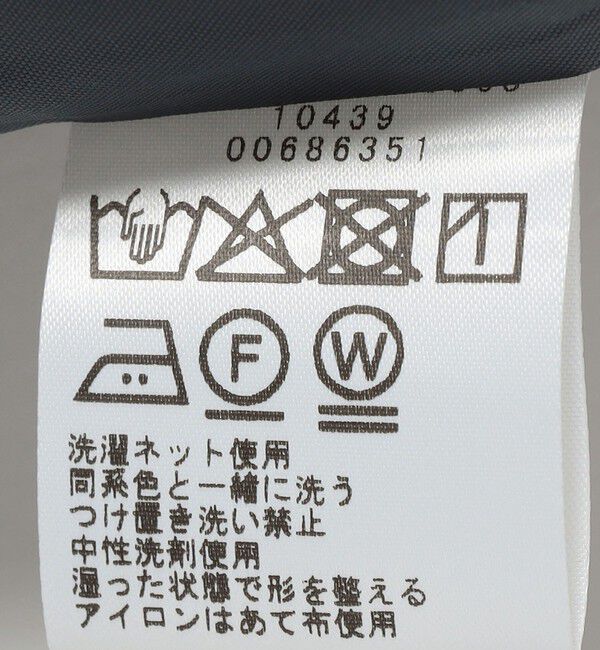 10439
00686351
F
W
洗濯ネット使用
同系色と一緒に洗う
つけ置き洗い禁止
中性洗剤使用
湿った状態で形を整える
アイロンはあて布使用